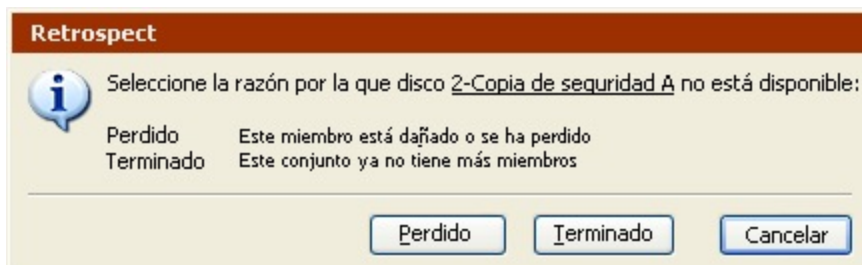 Retrospect
Seleccione la razón por la que disco 2-Copia de seguridad A no está disponible:
Perdido Este miembro está dañado o se ha perdido
Terminado Este conjunto ya no tiene más miembros
Perdido Terminado Cancelar